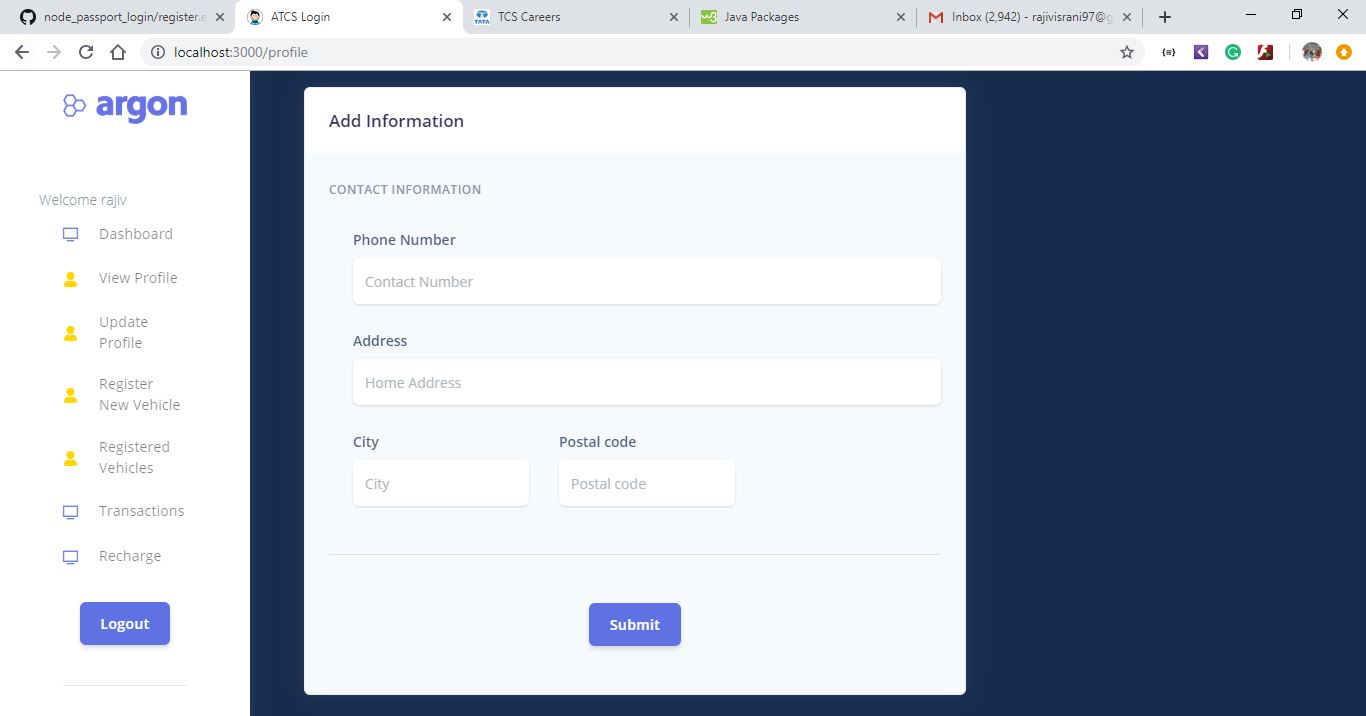 node_passport_login/register.e
ATCS Login
TCS Careers
Java Packages
Inbox (2,942) - rajivisrani97@g
localhost:3000/profile
argon
Welcome rajiv
Dashboard
View Profile
Update
Profile
Register
New Vehicle
Registered
Vehicles
Transactions
Recharge
Logout
Add Information
CONTACT INFORMATION
Phone Number
Contact Number
Address
Home Address
City
Postal code
City
Postal code
Submit